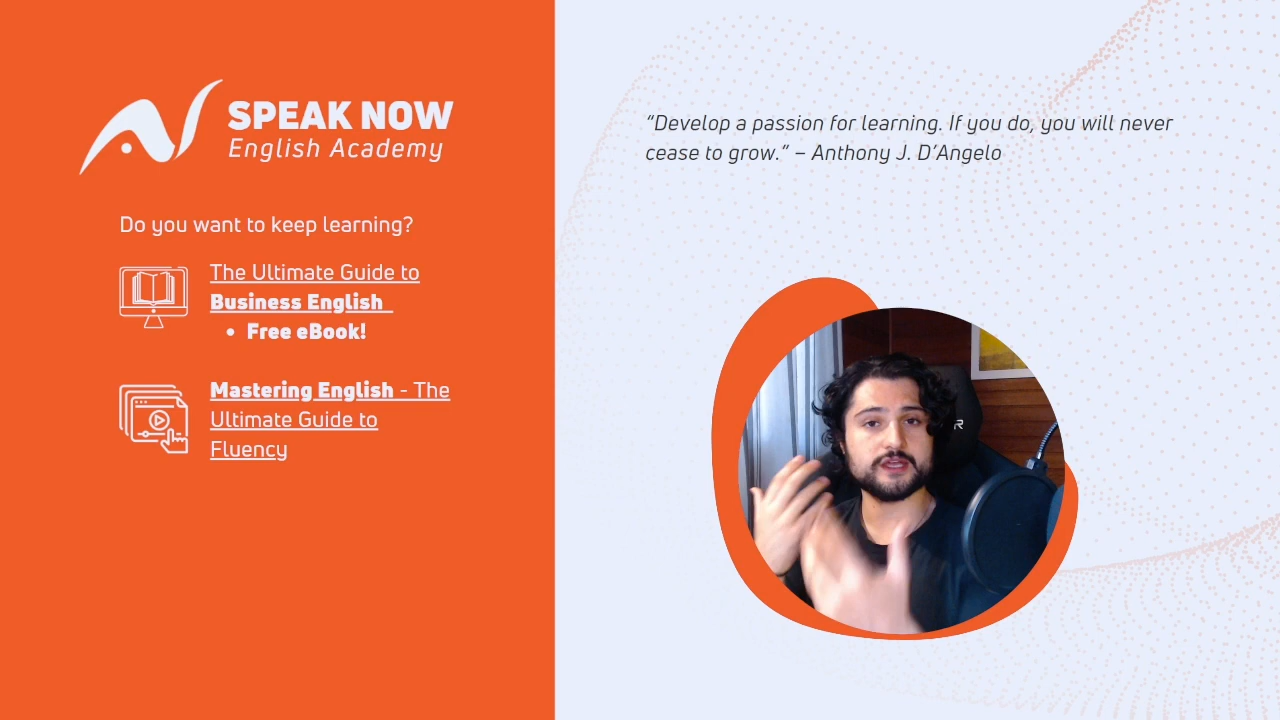 SPEAK NOW
English Academy
Do you want to keep learning?
The Ultimate Guide to
Business English
• Free eBook!
Mastering English - The
Ultimate Guide to
Fluency
“Develop a passion for learning. If you do, you will never
cease to grow.” – Anthony J. D’Angelo